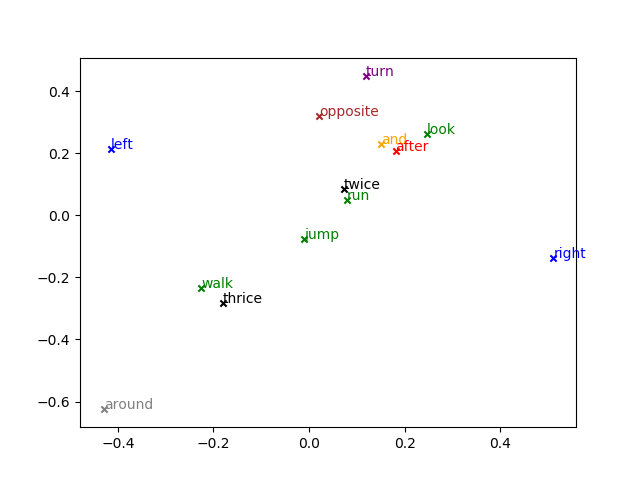 turn
opposite
and
look
left
after
twice
run
jump
right
walk
thrice
around
0.4
0.2
0.0
−0.2
−0.4
−0.6
−0.4
−0.2
0.0
0.2
0.4